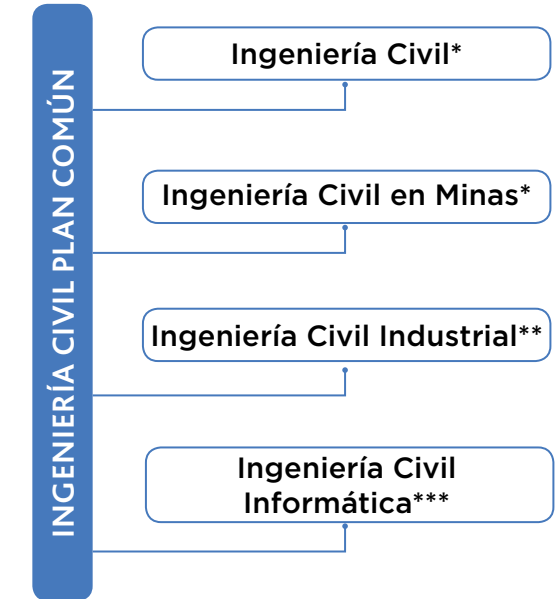 INGENIERÍA CIVIL PLAN COMÚN
Ingeniería Civil*
Ingeniería Civil en Minas*
Ingeniería Civil Industrial**
Ingeniería Civil
Informática***